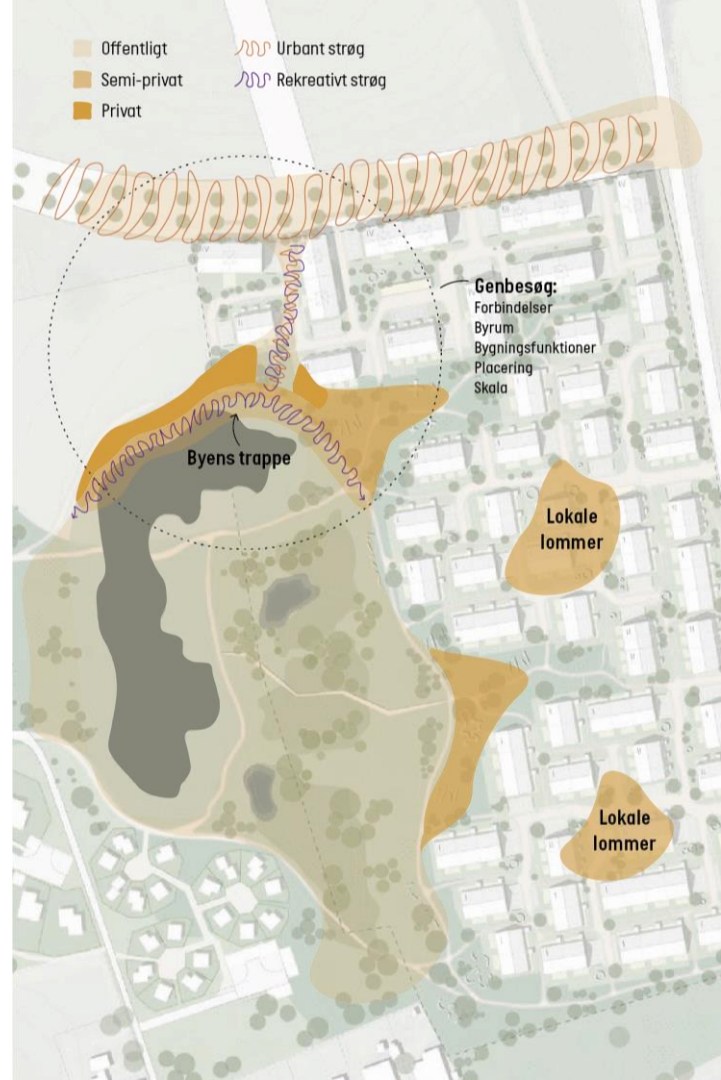 Offentligt
Semi-privat
Privat
Urbant strøg
Rekreativt strøg
Genbesøg:
Forbindelser
Byrum
Bygningsfunktioner
Placering
Skala
Byens trappe
Lokale
lommer
Lokale
lommer